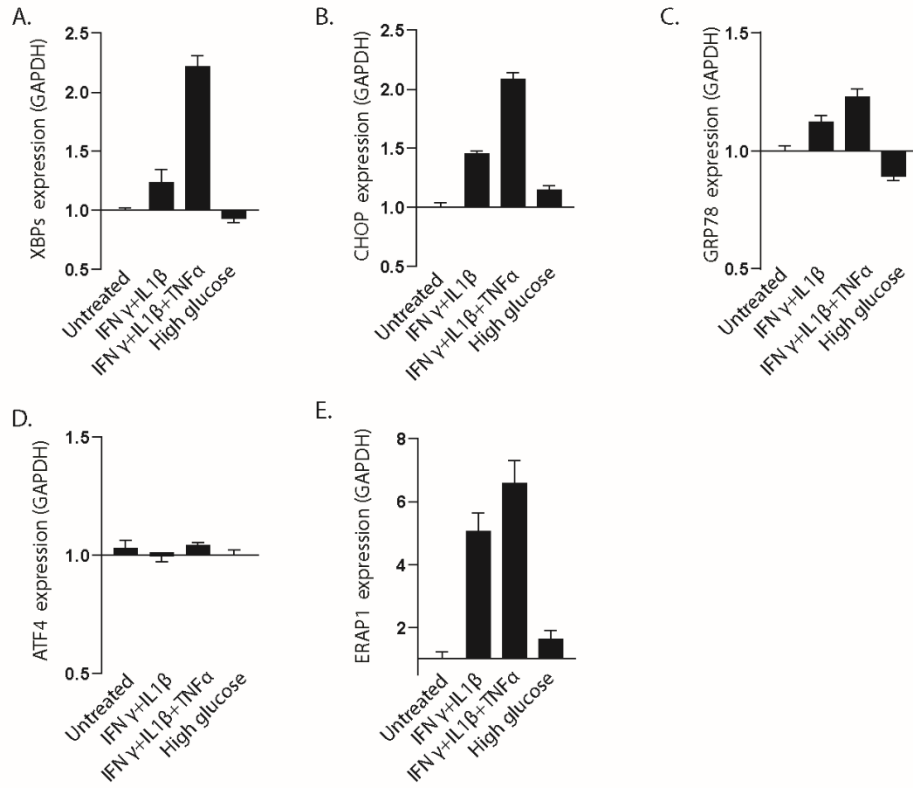 A.
XBPs expression (GAPDH)
2.5
2.0
1.5
1.0
0.5
Untreated
IFN γ+IL1β
IFN γ+IL1β+TNFα
High glucose
B.
CHOP expression (GAPDH)
2.5
2.0
1.5
1.0
0.5
Untreated
IFN γ+IL1β
IFN γ+IL1β+TNFα
High glucose
C.
GRP78 expression (GAPDH)
1.5
1.0
0.5
Untreated
IFN γ+IL1β
IFN γ+IL1β+TNFα
High glucose
D.
ATF4 expression (GAPDH)
1.5
1.0
0.5
Untreated
IFN γ+IL1β
IFN γ+IL1β+TNFα
High glucose
E.
ERAP1 expression (GAPDH)
8
6
4
2
Untreated
IFN γ+IL1β
IFN γ+IL1β+TNFα
High glucose